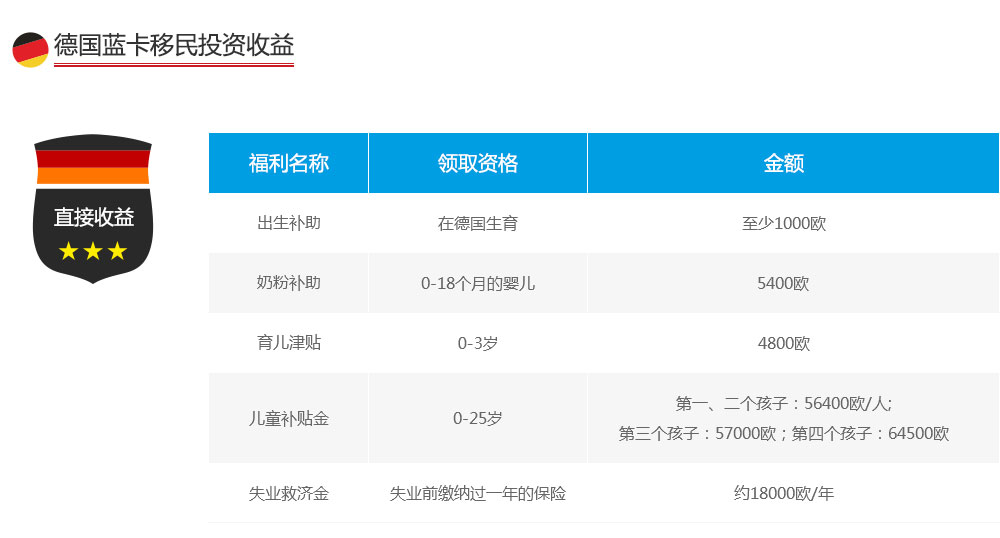 德国蓝卡移民投资收益
直接收益
福利名称 领取资格 金额
出生补助 在德国生育 至少1000欧
奶粉补助 0-18个月的婴儿 5400欧
育儿津贴 0-3岁 4800欧
儿童补贴金 0-25岁 第一、二个孩子：56400欧/人;
第三个孩子：57000欧；第四个孩子：64500欧
失业救济金 失业前缴纳过一年的保险 约18000欧/年